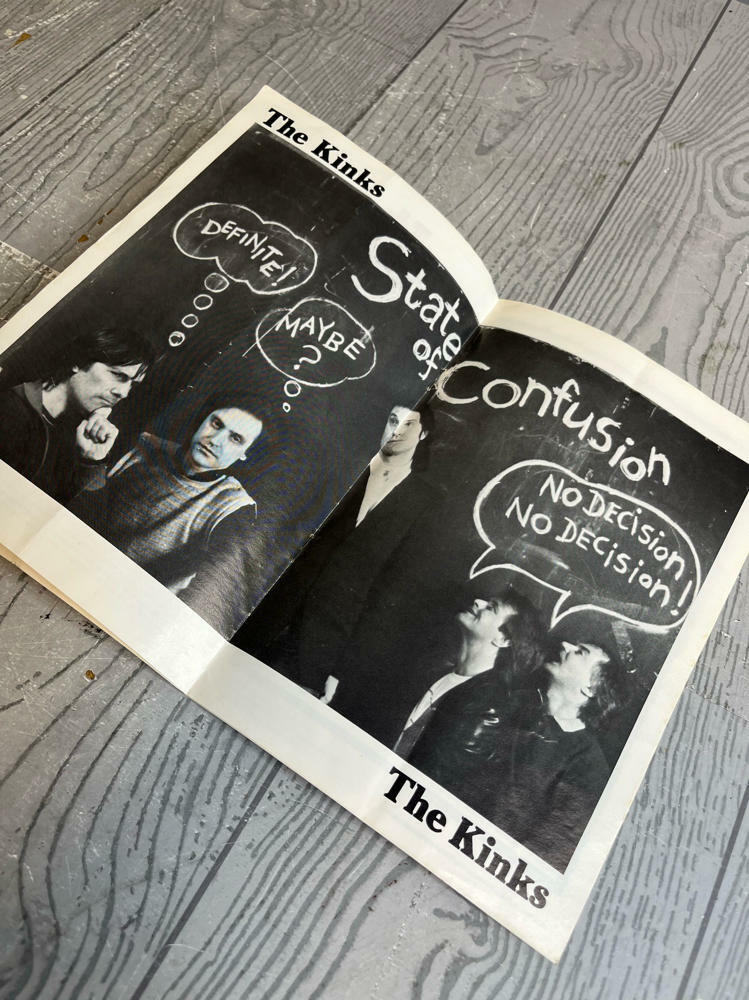 The Kinks
DEFINITE!
MAYBE
?
State
of
Confusion
NO DECISION,
NO DECISION!
The Kinks